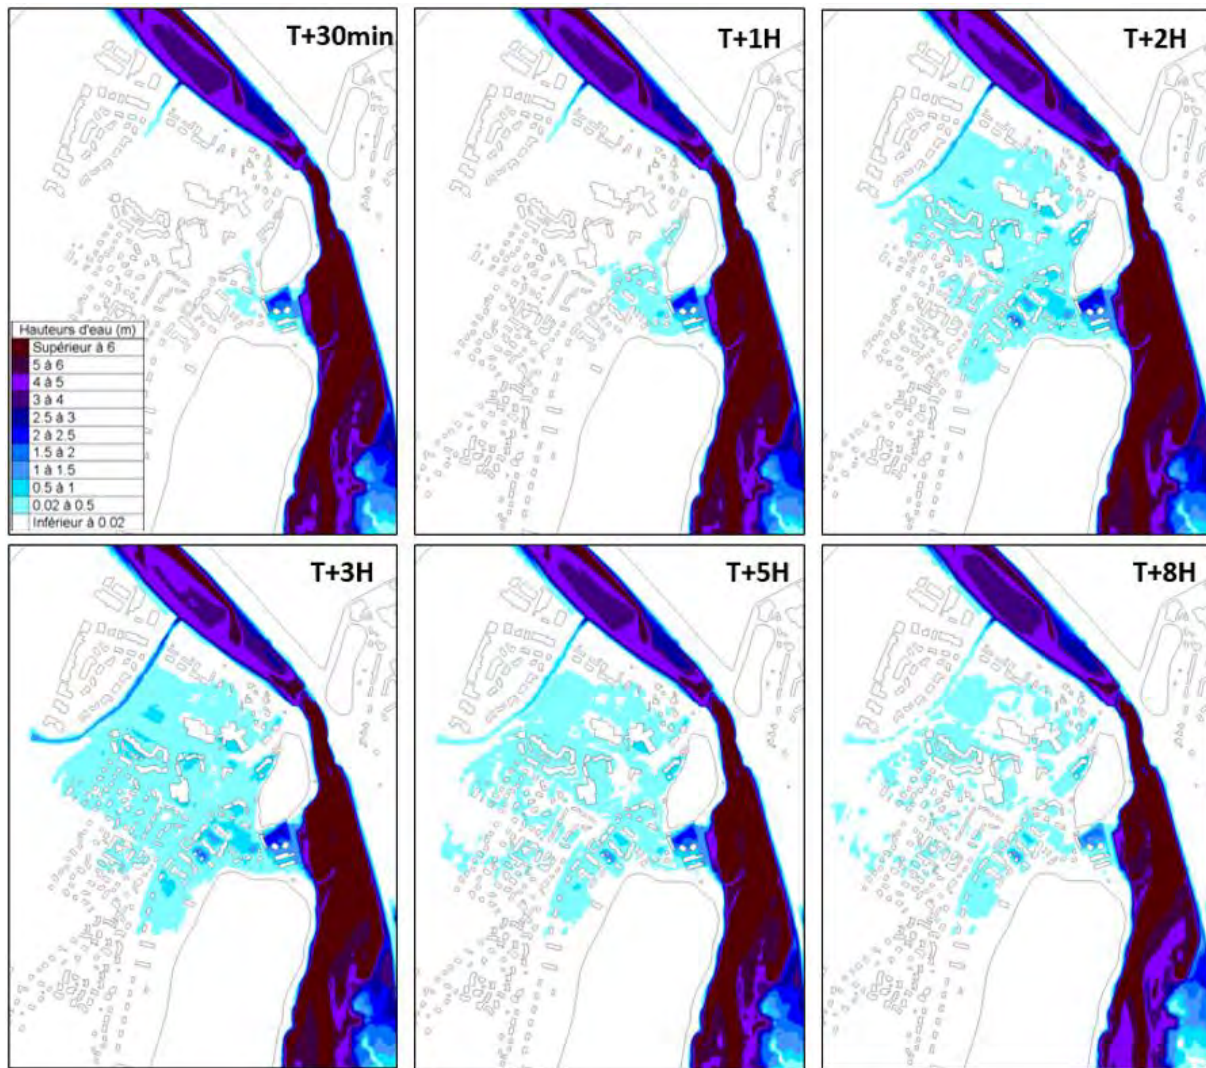 T+30min
T+1H
T+2H
Hauteurs d'eau (m)
Supérieur à 6
5 à 6
4 à 5
3 à 4
2.5 à 3
2 à 2.5
1.5 à 2
1 à 1.5
0.5 à 1
0.02 à 0.5
Inférieur à 0.02
T+3H
T+5H
T+8H